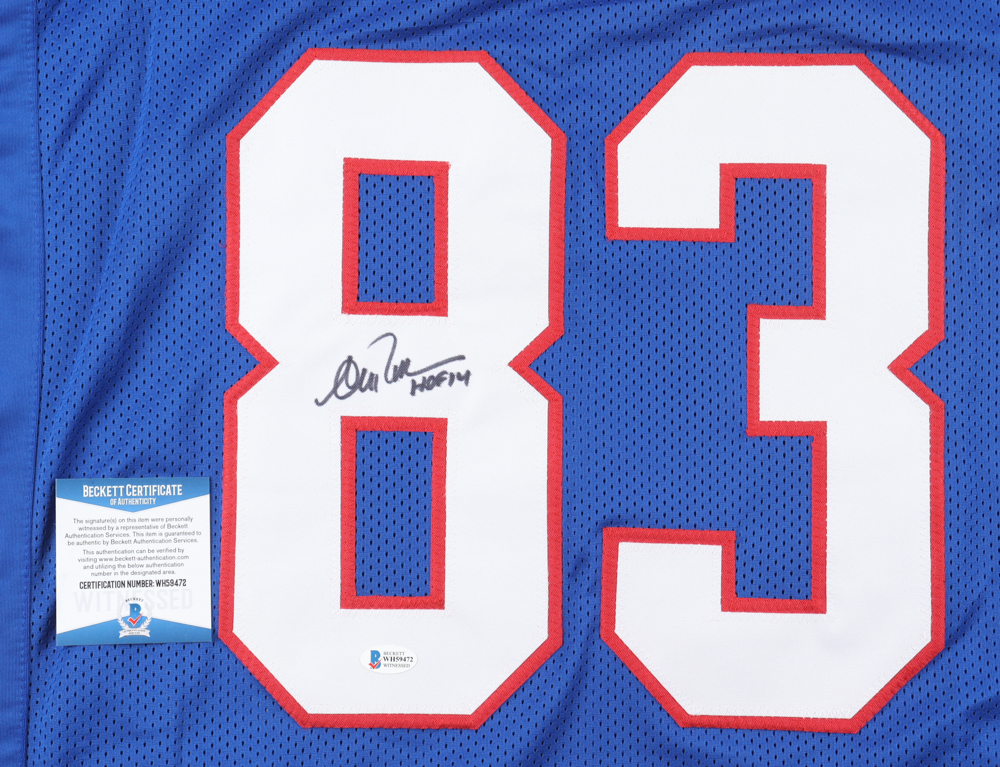 83
HOF14
BECKETT CERTIFICATE
OF AUTHENTICITY
The signature(s) on this item were personally
witnessed by a representative of Beckett
Authentication Services. This item is guaranteed to
be authentic by Beckett Authentication Services.
This authentication can be verified by
visiting www.beckett-authentication.com
and utilizing the below authentication
number in the designated area.
CERTIFICATION NUMBER: WH59472
WITNESSED
BECKETT
B
BECKETT
WH59472
WITNESSED
B